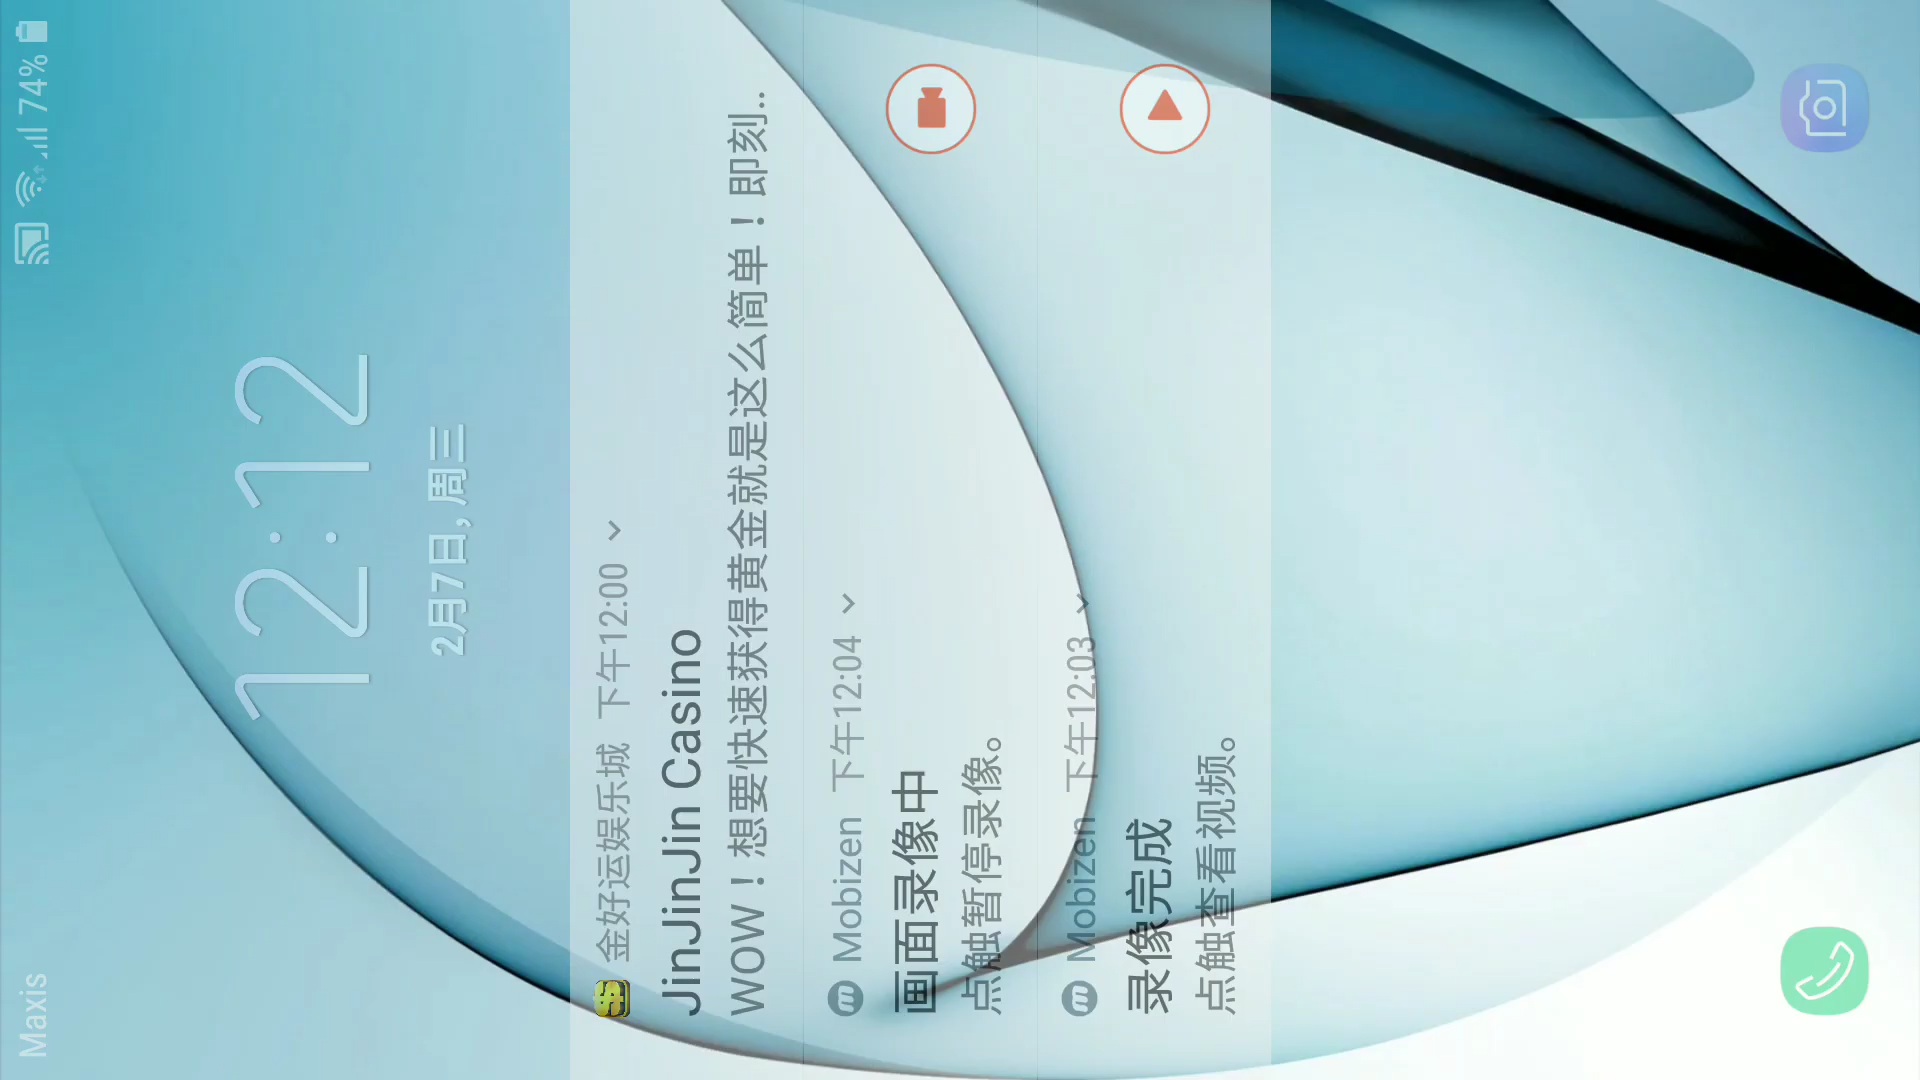 Maxis 74%
12:12
2月7日, 周三
金好运娱乐城 下午12:00
JinJinJin Casino
WOW！想要快速获得黄金就是这么简单！即刻..
Mobizen 下午12:04
画面录像中
点触暂停录像。
Mobizen 下午12:03
录像完成
点触查看视频。